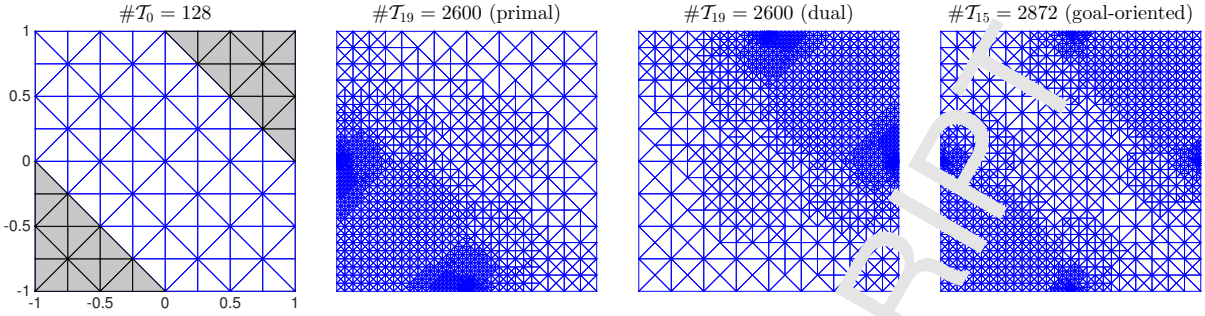 #𝒯₀ = 128
#𝒯₁₉ = 2600 (primal)
#𝒯₁₉ = 2600 (dual)
#𝒯₁₅ = 2872 (goal-oriented)
1
0.5
0
-0.5
-1
-1 -0.5 0 0.5 1
RIPT